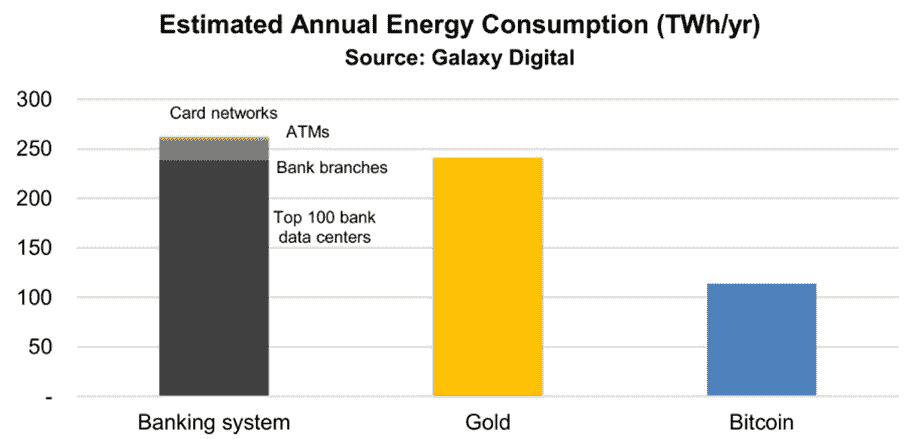 Estimated Annual Energy Consumption (TWh/yr)
Source: Galaxy Digital
300
250
200
150
100
50
-
Card networks
ATMs
Bank branches
Top 100 bank
data centers
Banking system
Gold
Bitcoin